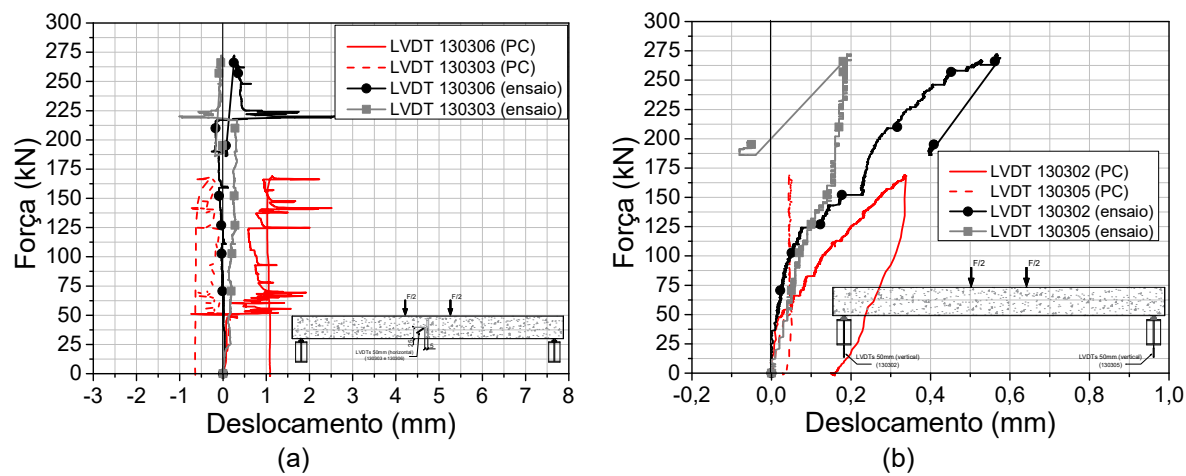 300
275
250
225
200
175
150
125
100
75
50
25
0
Força (kN)
-3 -2 -1 0 1 2 3 4 5 6 7 8
Deslocamento (mm)
LVDT 130306 (PC)
LVDT 130303 (PC)
LVDT 130306 (ensaio)
LVDT 130303 (ensaio)
F/2 F/2
LVDTs 50mm (horizontal)
(130303 e 130306)
(a)
300
275
250
225
200
175
150
125
100
75
50
25
0
Força (kN)
-0,2 0,0 0,2 0,4 0,6 0,8 1,0
Deslocamento (mm)
LVDT 130302 (PC)
LVDT 130305 (PC)
LVDT 130302 (ensaio)
LVDT 130305 (ensaio)
F/2 F/2
LVDTs 50mm (vertical)
(130302)
LVDTs 50mm (vertical)
(130305)
(b)